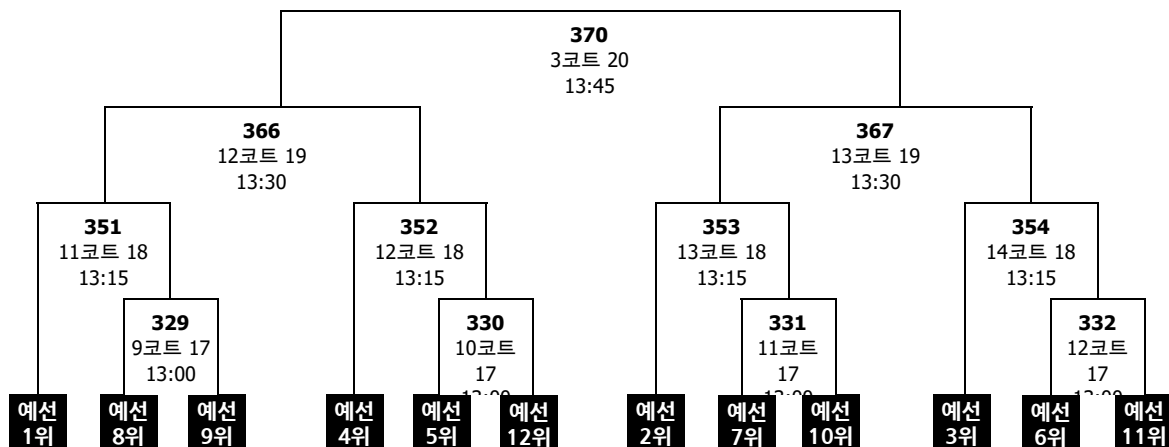 370
3코트 20
13:45
366
12코트 19
13:30
367
13코트 19
13:30
351
11코트 18
13:15
352
12코트 18
13:15
353
13코트 18
13:15
354
14코트 18
13:15
329
9코트 17
13:00
330
10코트
17
331
11코트
17
332
12코트
17
예선
1위
예선
8위
예선
9위
예선
4위
예선
5위
예선
12위
예선
2위
예선
7위
예선
10위
예선
3위
예선
6위
예선
11위